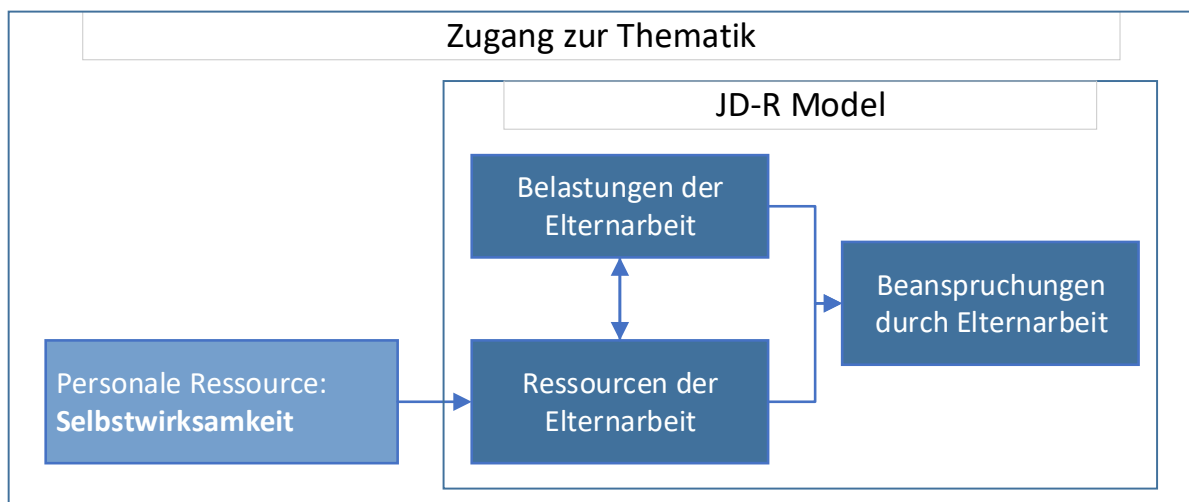 Zugang zur Thematik
JD-R Model
Belastungen der
Elternarbeit
Beanspruchungen
durch Elternarbeit
Personale Ressource:
Selbstwirksamkeit
Ressourcen der
Elternarbeit